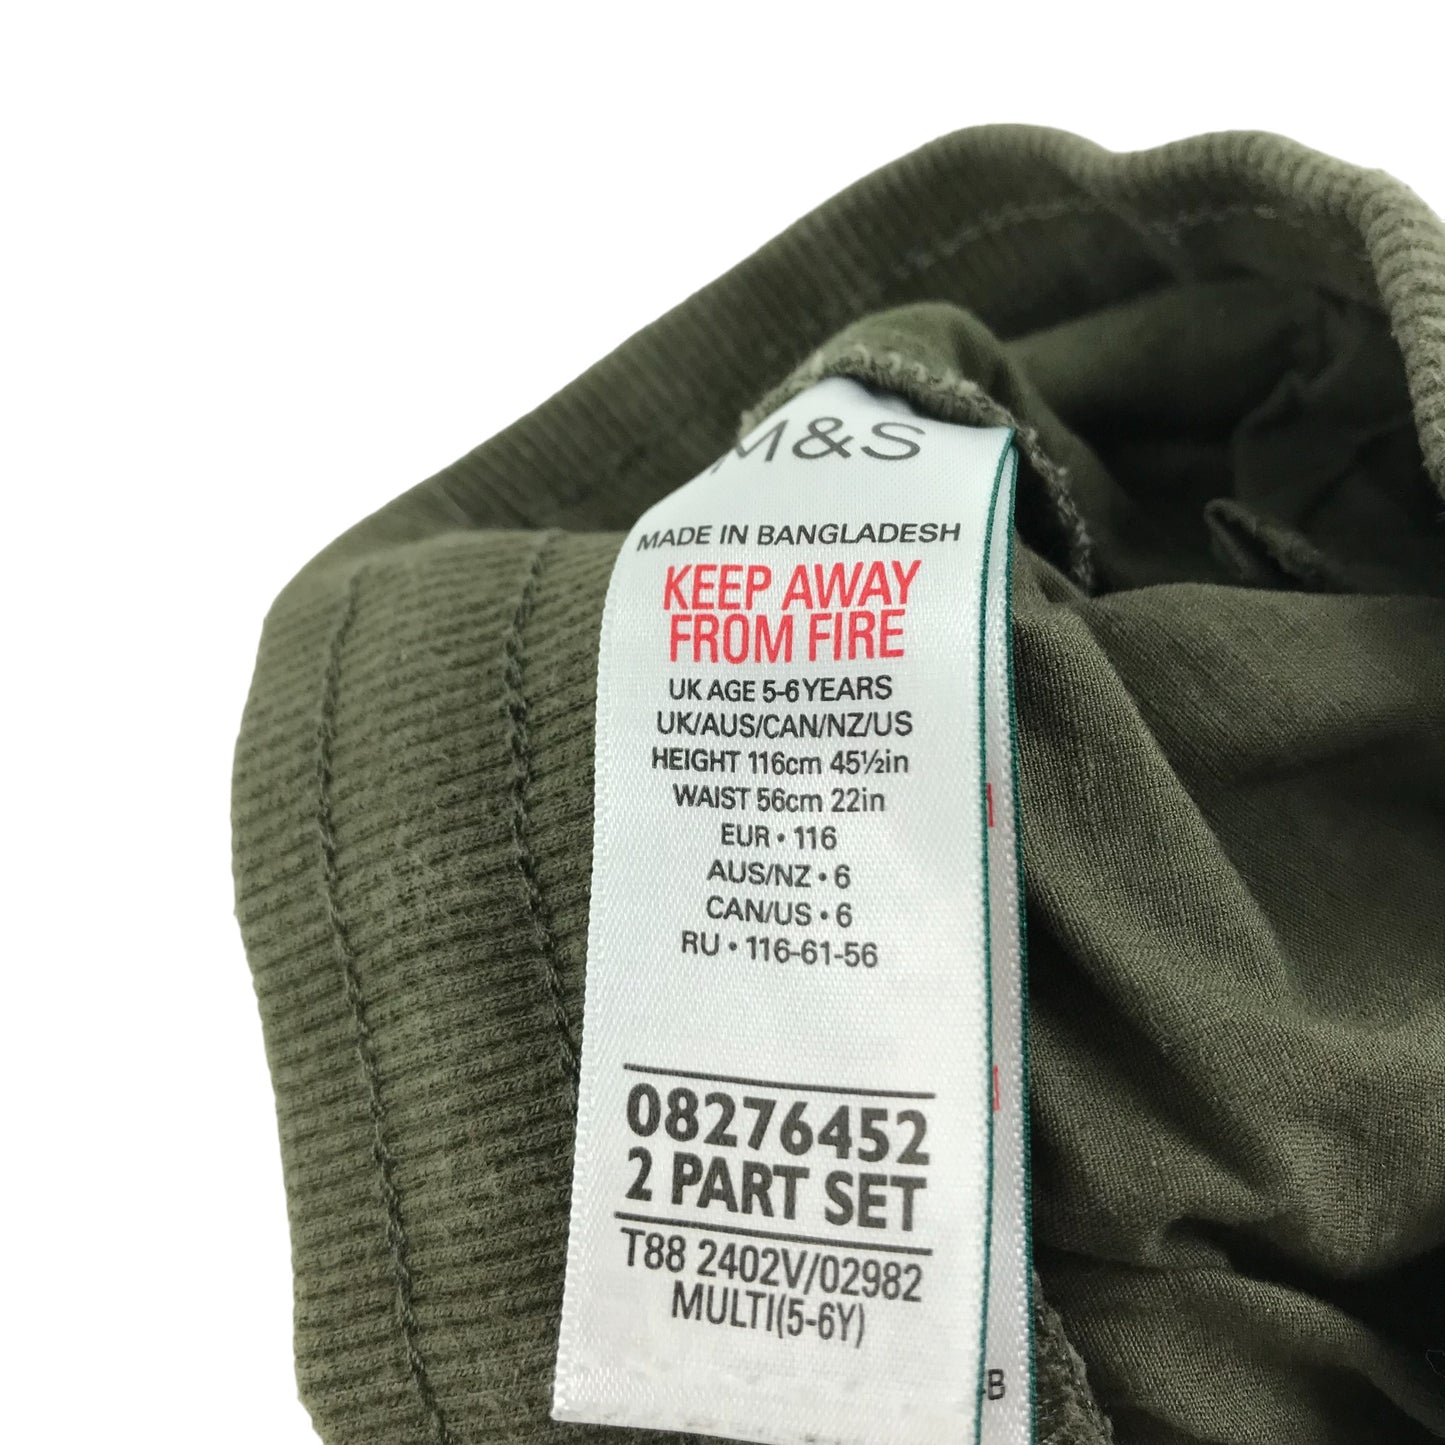 M&S
MADE IN BANGLADESH
KEEP AWAY
FROM FIRE
UK AGE 5-6 YEARS
UK/AUS/CAN/NZ/US
HEIGHT 116cm 45½in
WAIST 56cm 22in
EUR • 116
AUS/NZ • 6
CAN/US • 6
RU • 116-61-56
08276452
2 PART SET
T88 2402V/02982
MULTI(5-6Y)